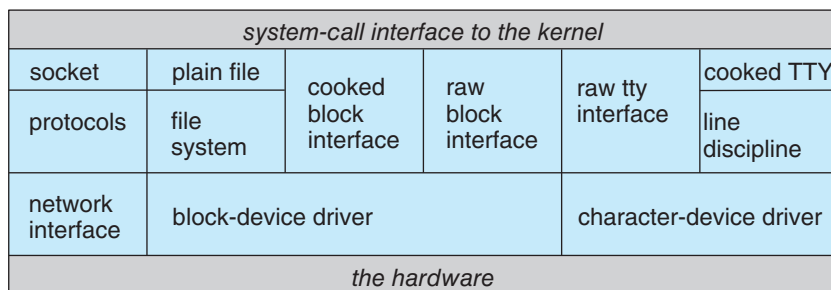 system-call interface to the kernel
socket
plain file
cooked
block
interface
raw
block
interface
raw tty
interface
cooked TTY
protocols
file
system
line
discipline
network
interface
block-device driver
character-device driver
the hardware